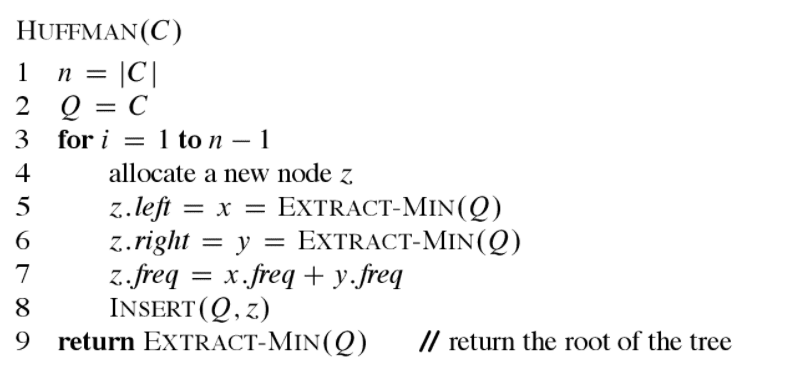 HUFFMAN(C)
1 n = |C|
2 Q = C
3 for i = 1 to n − 1
4 allocate a new node z
5 z.left = x = EXTRACT-MIN(Q)
6 z.right = y = EXTRACT-MIN(Q)
7 z.freq = x.freq + y.freq
8 INSERT(Q, z)
9 return EXTRACT-MIN(Q) // return the root of the tree